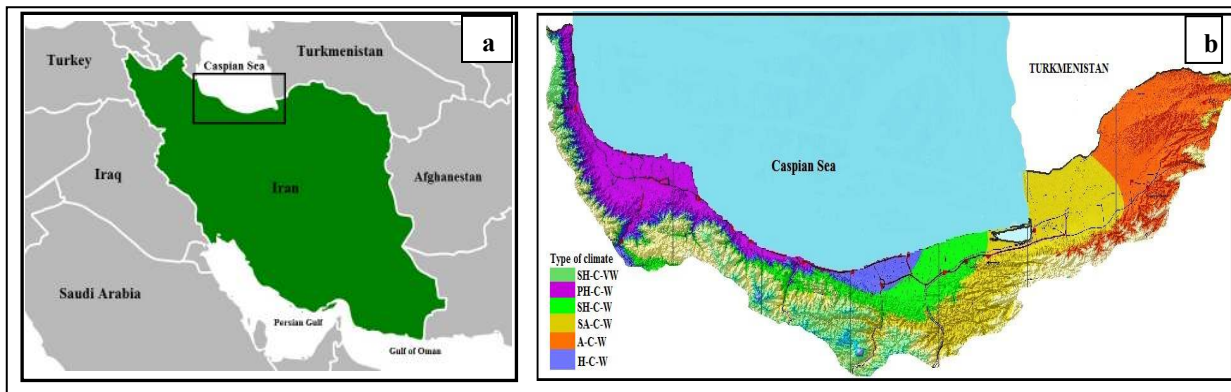 a
Turkey
Caspian Sea
Turkmenistan
Iraq
Iran
Afghanestan
Saudi Arabia
Persian Gulf
Gulf of Oman
b
TURKMENISTAN
Caspian Sea
Type of climate
SH-C-VW
PH-C-W
SH-C-W
SA-C-W
A-C-W
H-C-W